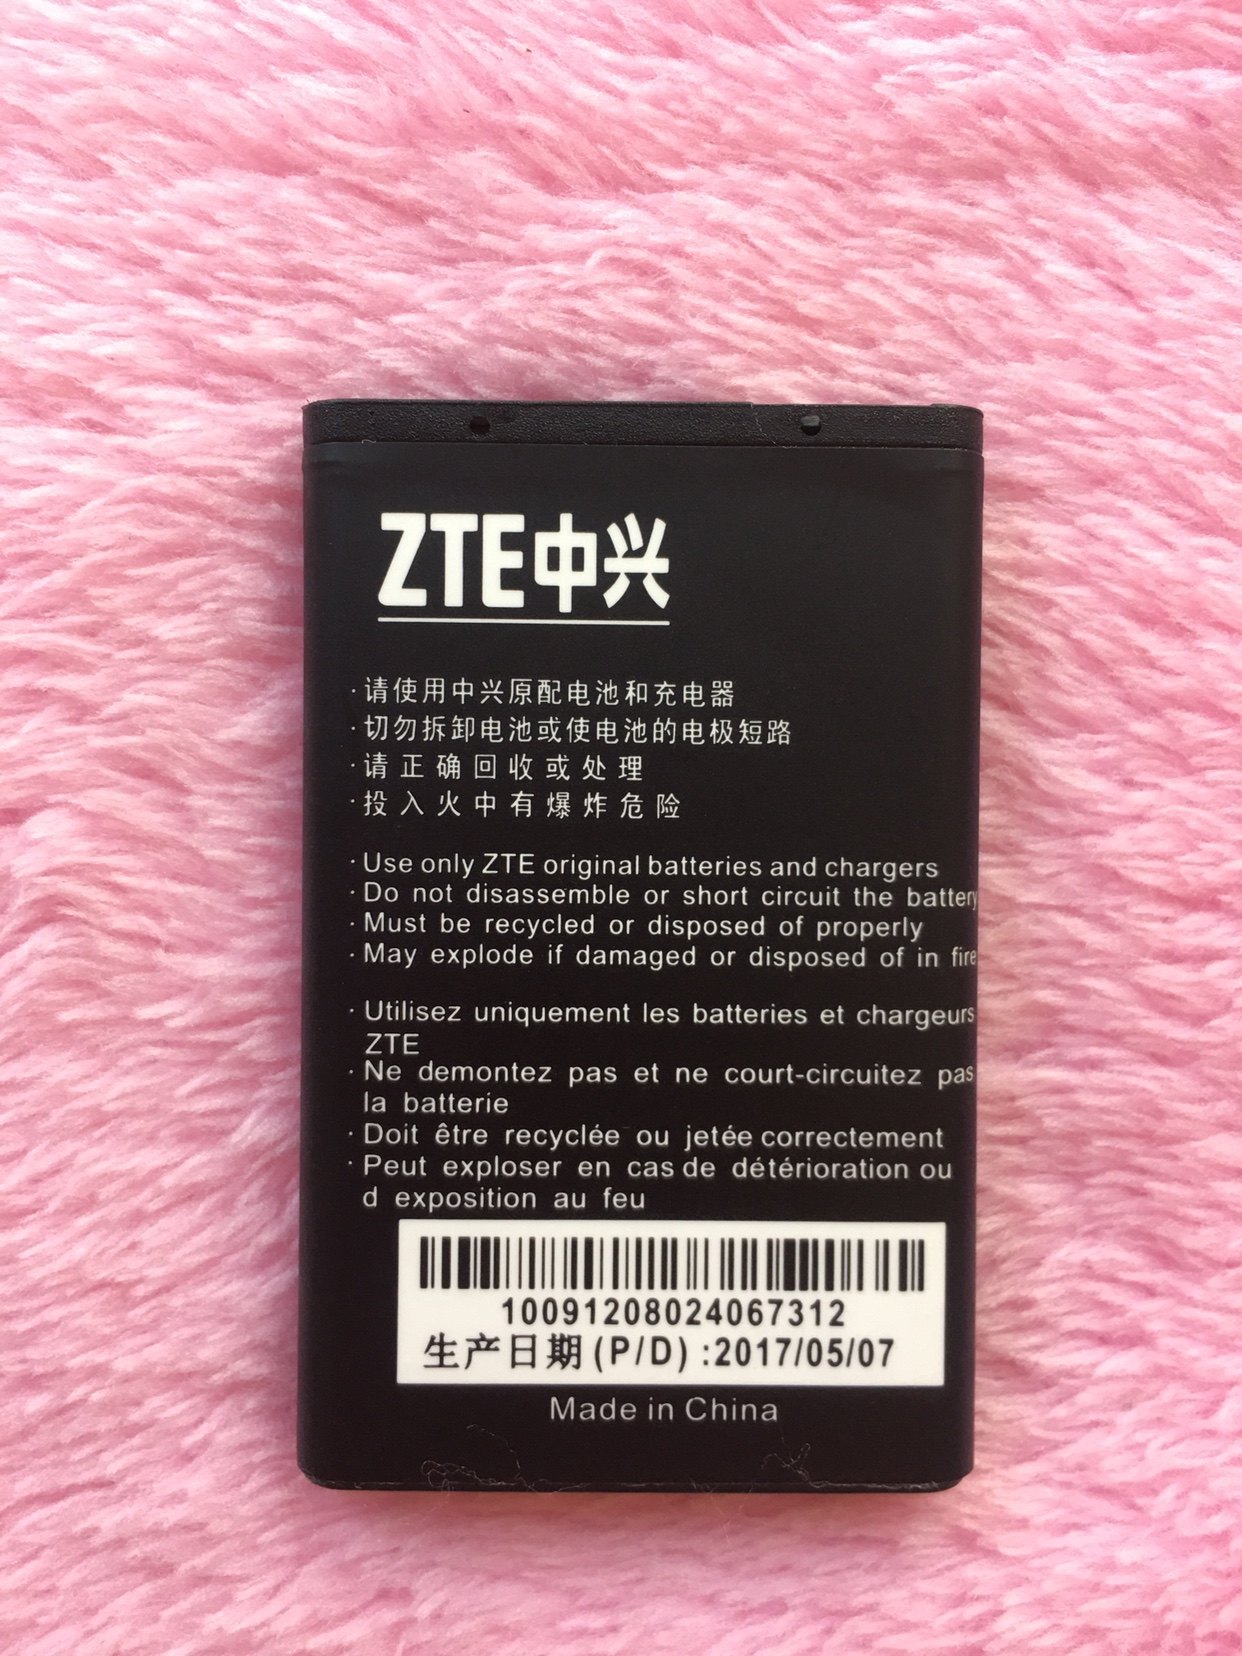 ZTE中兴
·请使用中兴原配电池和充电器
·切勿拆卸电池或使电池的电极短路
·请正确回收或处理
·投入火中有爆炸危险
·Use only ZTE original batteries and chargers
·Do not disassemble or short circuit the battery
·Must be recycled or disposed of properly
·May explode if damaged or disposed of in fire
·Utilisez uniquement les batteries et chargeurs
ZTE
·Ne demontez pas et ne court-circuitez pas
la batterie
·Doit être recyclée ou jetée correctement
·Peut exploser en cas de détérioration ou
d exposition au feu
10091208024067312
生产日期(P/D):2017/05/07
Made in China